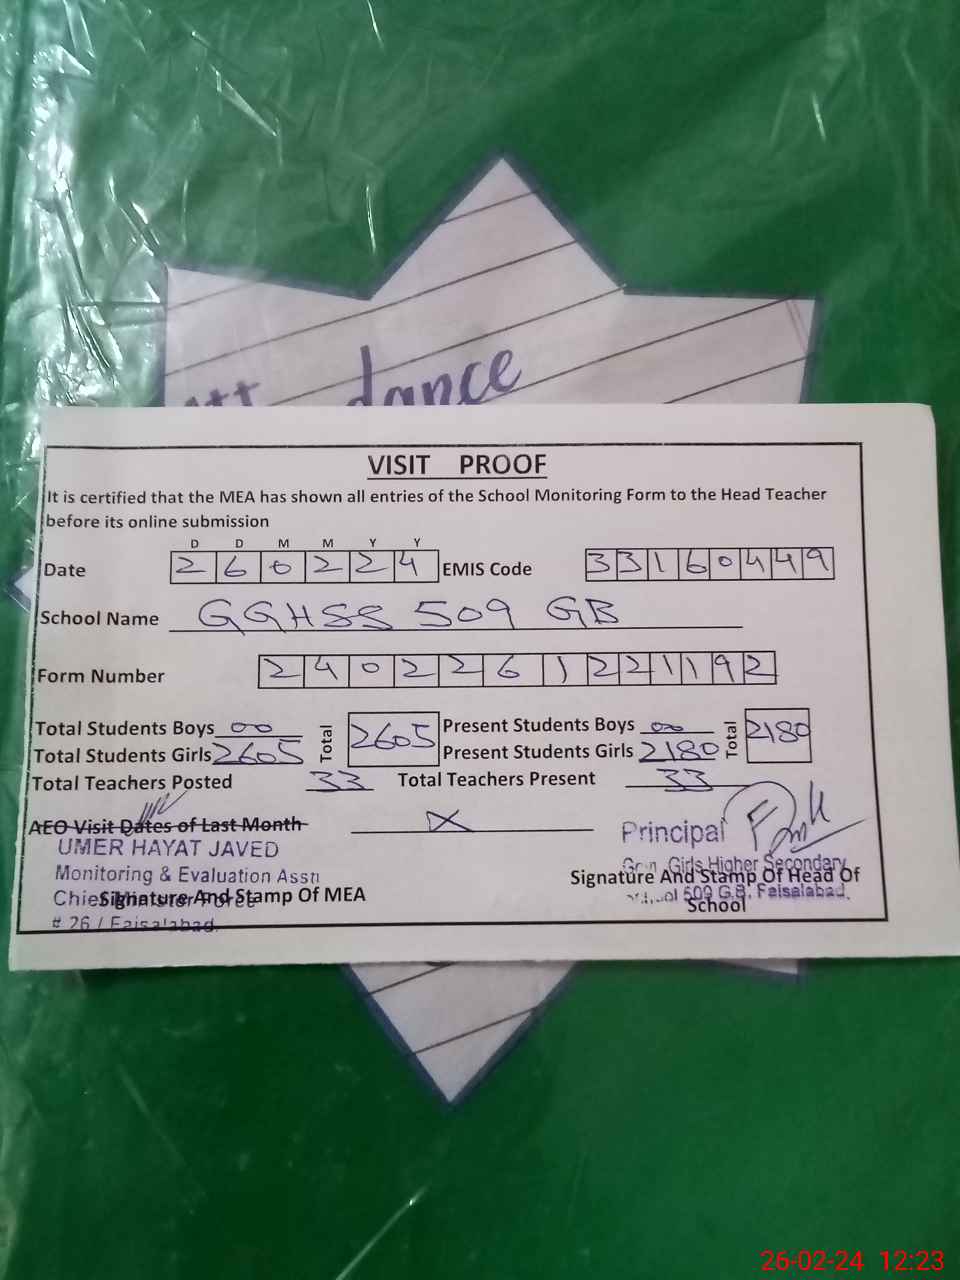 dance
VISIT PROOF
It is certified that the MEA has shown all entries of the School Monitoring Form to the Head Teacher
before its online submission
D D M M Y Y
Date 2 6 0 2 2 4 EMIS Code 3 3 1 6 0 4 4 9
School Name GGHSS 509 GB
Form Number 2 4 0 2 2 6 1 2 2 1 1 9 2
Total Students Boys 00 Total 2605 Present Students Boys 00 Total 2180
Total Students Girls 2605 Present Students Girls 2180
Total Teachers Posted 33 Total Teachers Present 33
AEO Visit Dates of Last Month X
Principal
UMER HAYAT JAVED
Monitoring & Evaluation Asstt
Girls Higher Secondary
Signature And Stamp Of Head Of
School
509 G.B. Faisalabad.
Chief Minister Force
Signature And Stamp Of MEA
# 26 / Faisalabad.
26-02-24 12:23